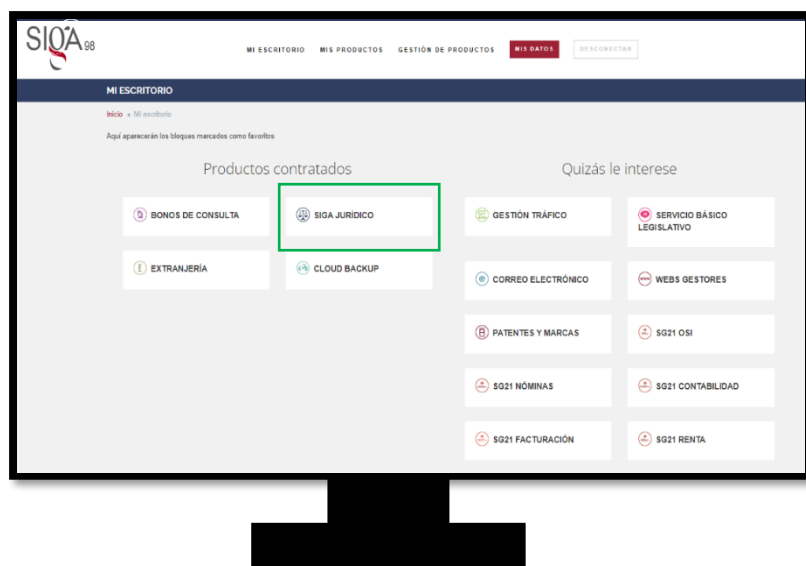 SIGA 98
MI ESCRITORIO MIS PRODUCTOS GESTIÓN DE PRODUCTOS MIS DATOS DESCONECTAR
MI ESCRITORIO
Inicio » Mi escritorio
Aquí aparecerán los bloques marcados como favoritos
Productos contratados
BONOS DE CONSULTA
SIGA JURÍDICO
EXTRANJERÍA
CLOUD BACKUP
Quizás le interese
GESTIÓN TRÁFICO
SERVICIO BÁSICO
LEGISLATIVO
CORREO ELECTRÓNICO
WEBS GESTORES
PATENTES Y MARCAS
SG21 OSI
SG21 NÓMINAS
SG21 CONTABILIDAD
SG21 FACTURACIÓN
SG21 RENTA